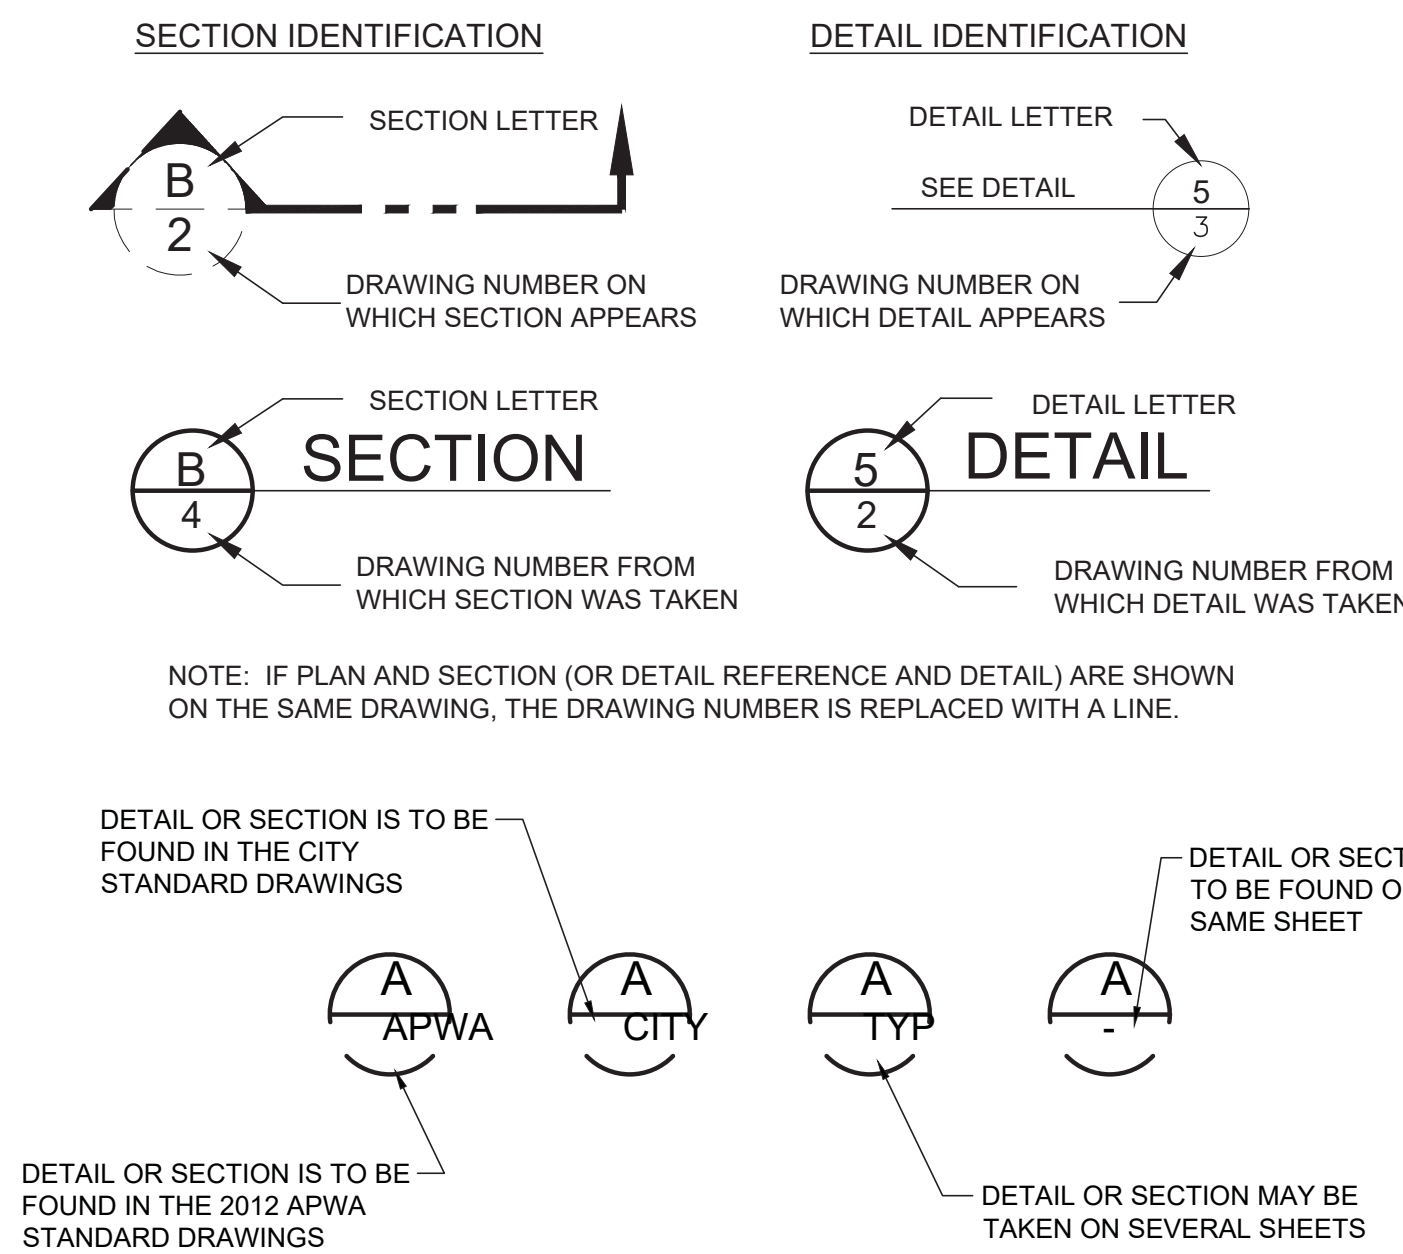 SECTION IDENTIFICATION
DETAIL IDENTIFICATION
SECTION LETTER
B
2
DRAWING NUMBER ON
WHICH SECTION APPEARS
DETAIL LETTER
SEE DETAIL
5
3
DRAWING NUMBER ON
WHICH DETAIL APPEARS
SECTION LETTER
B
4
SECTION
DRAWING NUMBER FROM
WHICH SECTION WAS TAKEN
DETAIL LETTER
5
2
DETAIL
DRAWING NUMBER FROM
WHICH DETAIL WAS TAKEN
NOTE: IF PLAN AND SECTION (OR DETAIL REFERENCE AND DETAIL) ARE SHOWN
ON THE SAME DRAWING, THE DRAWING NUMBER IS REPLACED WITH A LINE.
DETAIL OR SECTION IS TO BE
FOUND IN THE CITY
STANDARD DRAWINGS
DETAIL OR
TO BE FOUND
SAME SHEET
A
APWA
A
CITY
A
TYP
A
-
DETAIL OR SECTION IS TO BE
FOUND IN THE 2012 APWA
STANDARD DRAWINGS
DETAIL OR SECTION MAY BE
TAKEN ON SEVERAL SHEETS